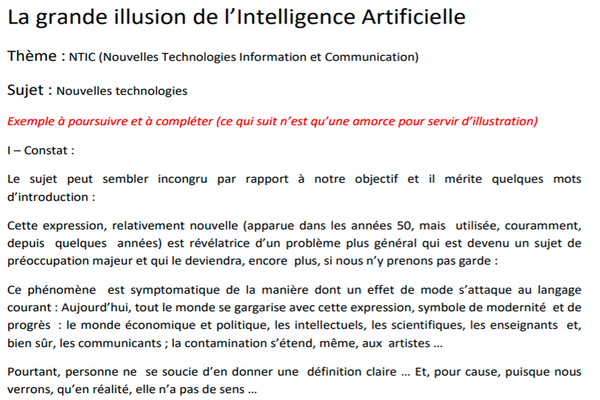 La grande illusion de l’Intelligence Artificielle
Thème : NTIC (Nouvelles Technologies Information et Communication)
Sujet : Nouvelles technologies
Exemple à poursuivre et à compléter (ce qui suit n’est qu’une amorce pour servir d’illustration)
I – Constat :
Le sujet peut sembler incongru par rapport à notre objectif et il mérite quelques mots
d’introduction :
Cette expression, relativement nouvelle (apparue dans les années 50, mais utilisée, couramment,
depuis quelques années) est révélatrice d’un problème plus général qui est devenu un sujet de
préoccupation majeur et qui le deviendra, encore plus, si nous n’y prenons pas garde :
Ce phénomène est symptomatique de la manière dont un effet de mode s’attaque au langage
courant : Aujourd’hui, tout le monde se gargarise avec cette expression, symbole de modernité et de
progrès : le monde économique et politique, les intellectuels, les scientifiques, les enseignants et,
bien sûr, les communicants ; la contamination s’étend, même, aux artistes …
Pourtant, personne ne se soucie d’en donner une définition claire … Et, pour cause, puisque nous
verrons, qu’en réalité, elle n’a pas de sens …